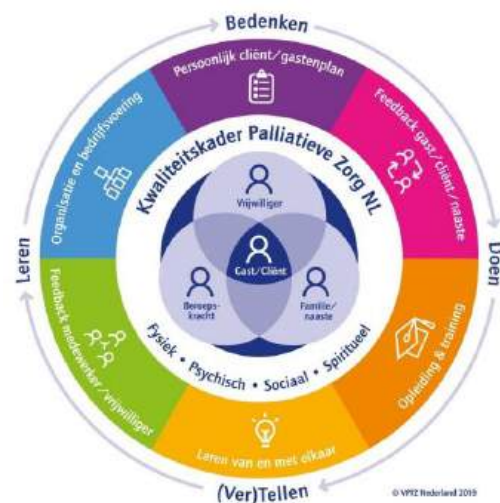 Bedenken
Persoonlijk cliënt/gastenplan
Feedback gast/cliënt/naaste
Doen
Opleiding & training
Leren van en met elkaar
(Ver)Tellen
Feedback medewerker/vrijwilliger
Leren
Organisatie en bedrijfsvoering
Kwaliteitskader Palliatieve Zorg NL
Vrijwilliger
Gast/Cliënt
Beroeps-
kracht
Familie/
naaste
Fysiek • Psychisch • Sociaal • Spiritueel
© VPTZ Nederland 2019